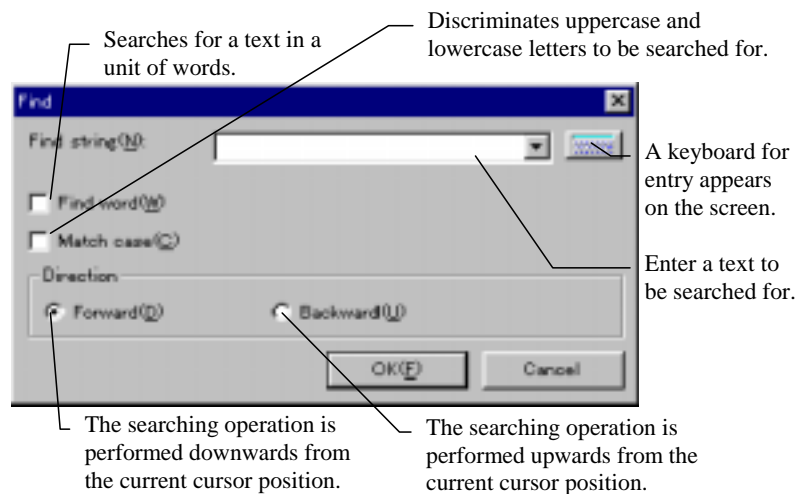 Searches for a text in a
unit of words.
Discriminates uppercase and
lowercase letters to be searched for.
Find
Find string(N):
A keyboard for
entry appears
on the screen.
Find word(W)
Match case(C)
Enter a text to
be searched for.
Direction
Forward(D)
Backward(U)
OK(F)
Cancel
The searching operation is
performed downwards from
the current cursor position.
The searching operation is
performed upwards from the
current cursor position.